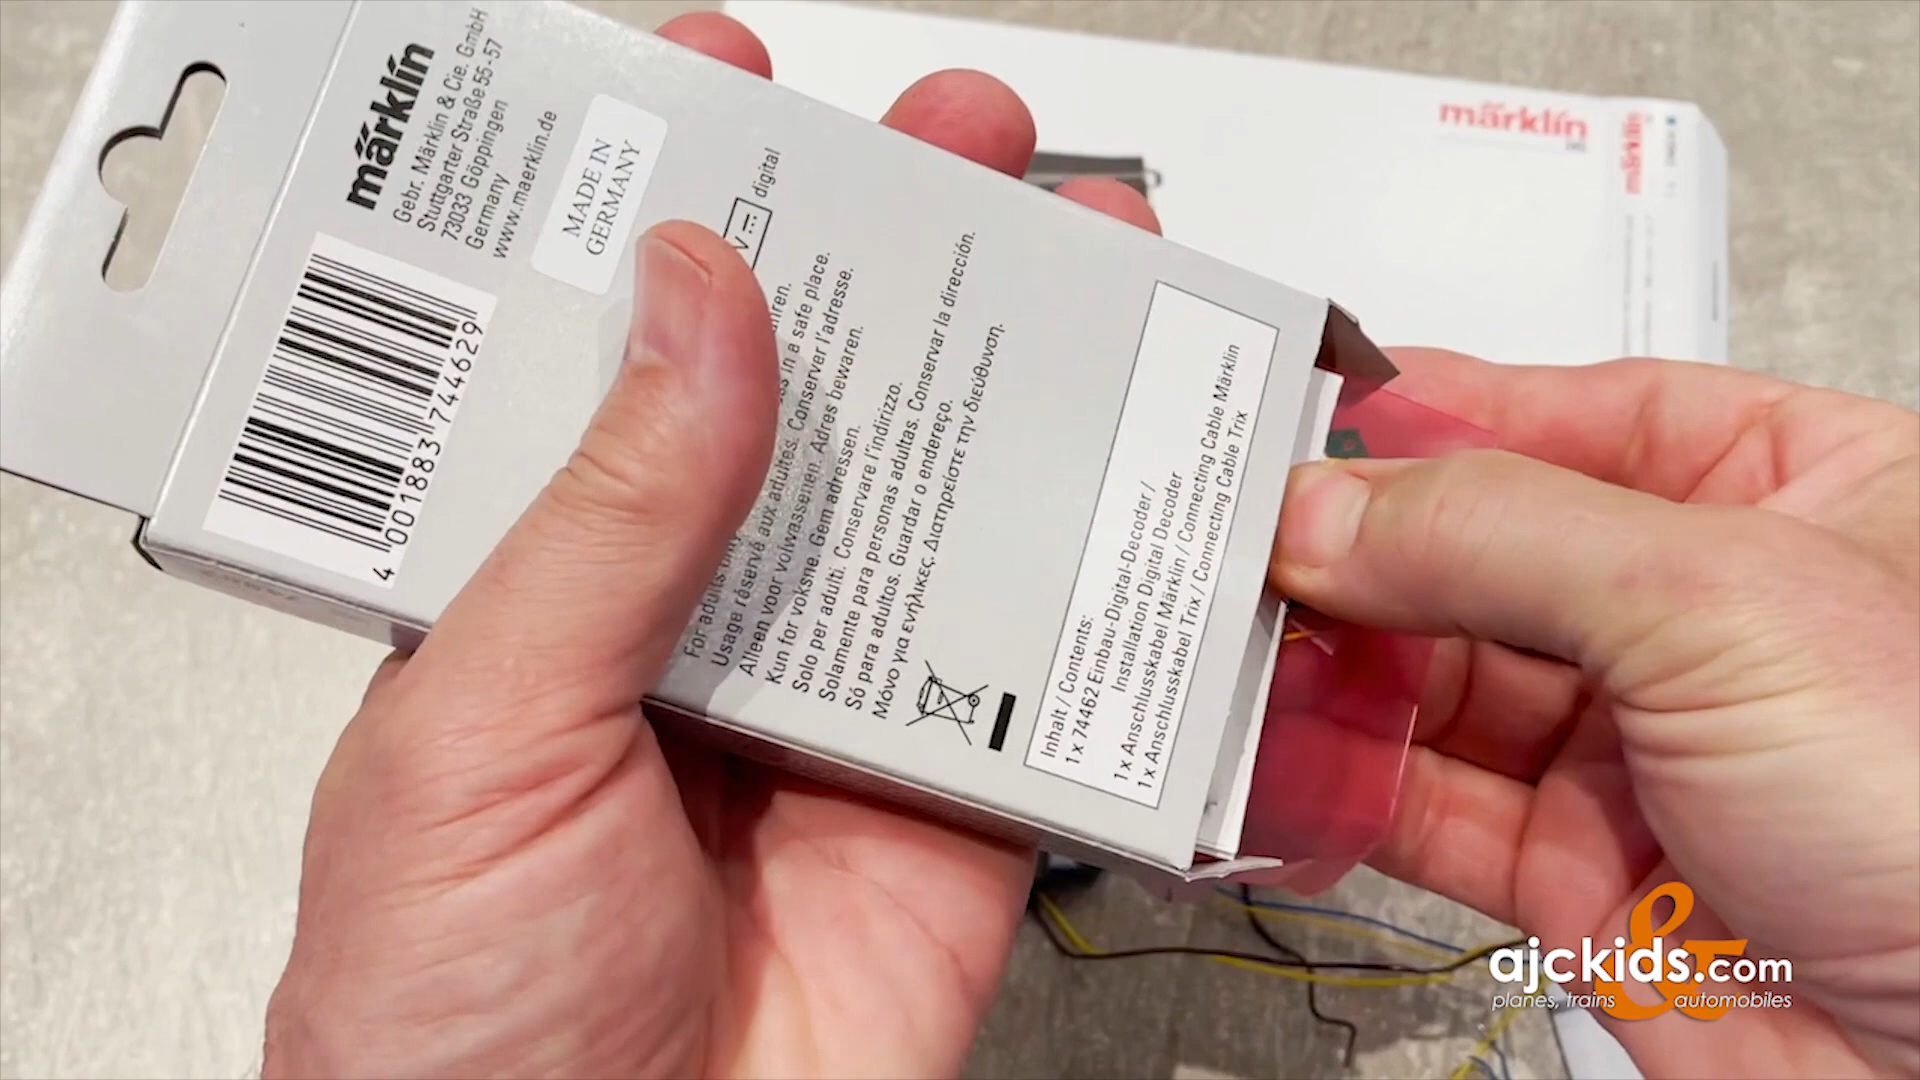 märklin
Gebr. Märklin & Cie. GmbH
Stuttgarter Straße 55-57
73033 Göppingen
Germany
www.maerklin.de
MADE IN
GERMANY
4 001883 744629
V digital
For adults
in a safe place.
Usage réservé aux adultes. Conserver l'adresse.
Alleen voor volwassenen. Adres bewaren.
Kun for voksne. Gem adressen.
Solo per adulti. Conservare l'indirizzo.
Solamente para personas adultas. Conservar la dirección.
Só para adultos. Guardar o endereço.
Μόνο για ενήλικες. Διατηρείστε την διεύθυνση.
Inhalt / Contents:
1 x 74462 Einbau-Digital-Decoder /
Installation Digital Decoder
1 x Anschlusskabel Märklin / Connecting Cable Märklin
1 x Anschlusskabel Trix / Connecting Cable Trix
märklin
märklin
ajckids.com
planes, trains & automobiles